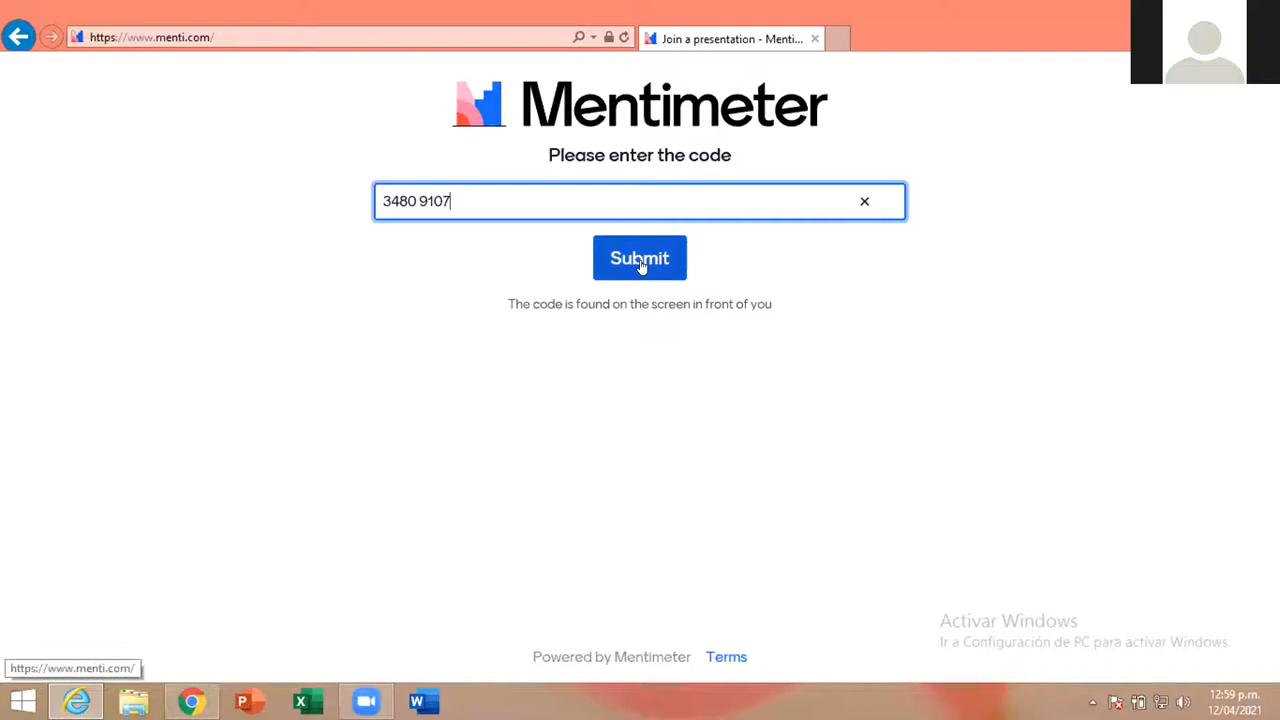 https://www.menti.com/
Join a presentation - Menti...
Mentimeter
Please enter the code
3480 9107
Submit
The code is found on the screen in front of you
Activar Windows
Ir a Configuración de PC para activar Windows.
Powered by Mentimeter Terms
https://www.menti.com/
12:59 p.m.
12/04/2021